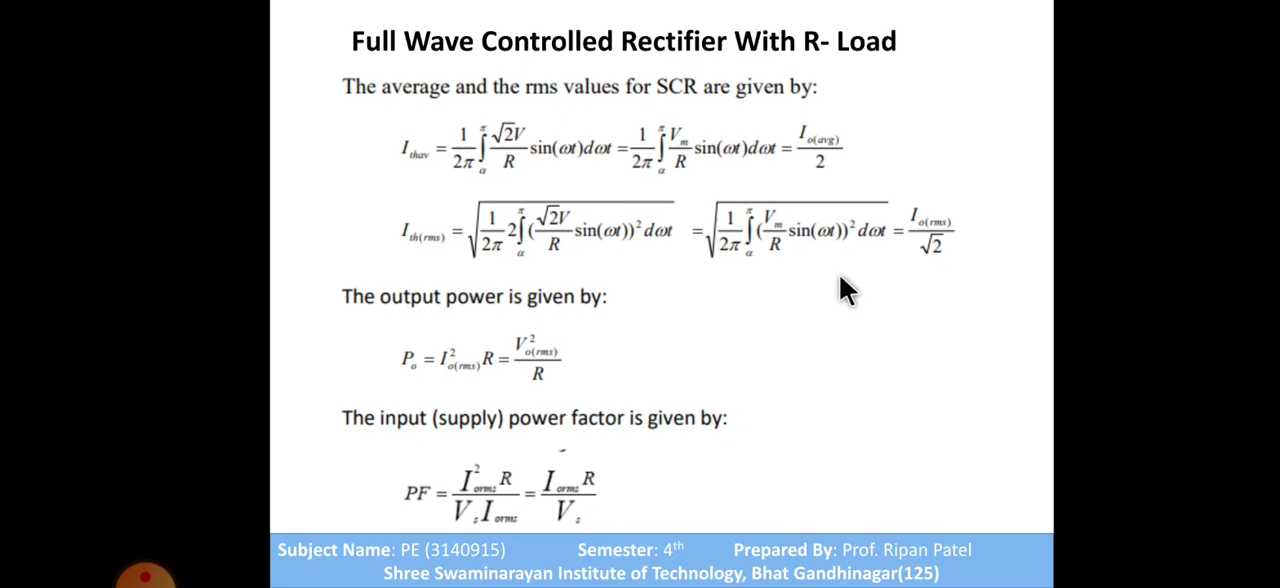 Full Wave Controlled Rectifier With R- Load
The average and the rms values for SCR are given by:
I_thav = 1/2π ∫_α^π √2V/R sin(ωt)dωt = 1/2π ∫_α^π V_m/R sin(ωt)dωt = I_o(avg)/2
I_th(rms) = √(1/2π 2∫_α^π (√2V/R sin(ωt))² dωt) = √(1/2π ∫_α^π (V_m/R sin(ωt))² dωt) = I_o(rms)/√2
The output power is given by:
P_o = I²_o(rms) R = V²_o(rms)/R
The input (supply) power factor is given by:
PF = I²_orms R / V_s I_orms = I_orms R / V_s
Subject Name: PE (3140915) Semester: 4th Prepared By: Prof. Ripan Patel
Shree Swaminarayan Institute of Technology, Bhat Gandhinagar(125)